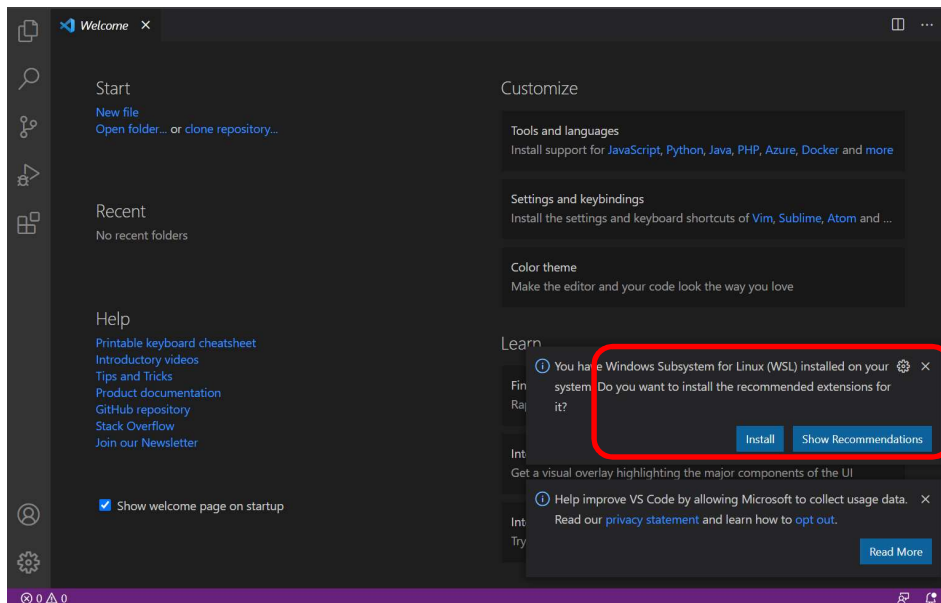 Welcome
Start
New file
Open folder... or clone repository...
Recent
No recent folders
Help
Printable keyboard cheatsheet
Introductory videos
Tips and Tricks
Product documentation
GitHub repository
Stack Overflow
Join our Newsletter
Show welcome page on startup
Customize
Tools and languages
Install support for JavaScript, Python, Java, PHP, Azure, Docker and more
Settings and keybindings
Install the settings and keyboard shortcuts of Vim, Sublime, Atom and ...
Color theme
Make the editor and your code look the way you love
Learn
You have Windows Subsystem for Linux (WSL) installed on your
system. Do you want to install the recommended extensions for
it?
Install Show Recommendations
Get a visual overlay highlighting the major components of the UI
Help improve VS Code by allowing Microsoft to collect usage data.
Read our privacy statement and learn how to opt out.
Try
Read More
0 0